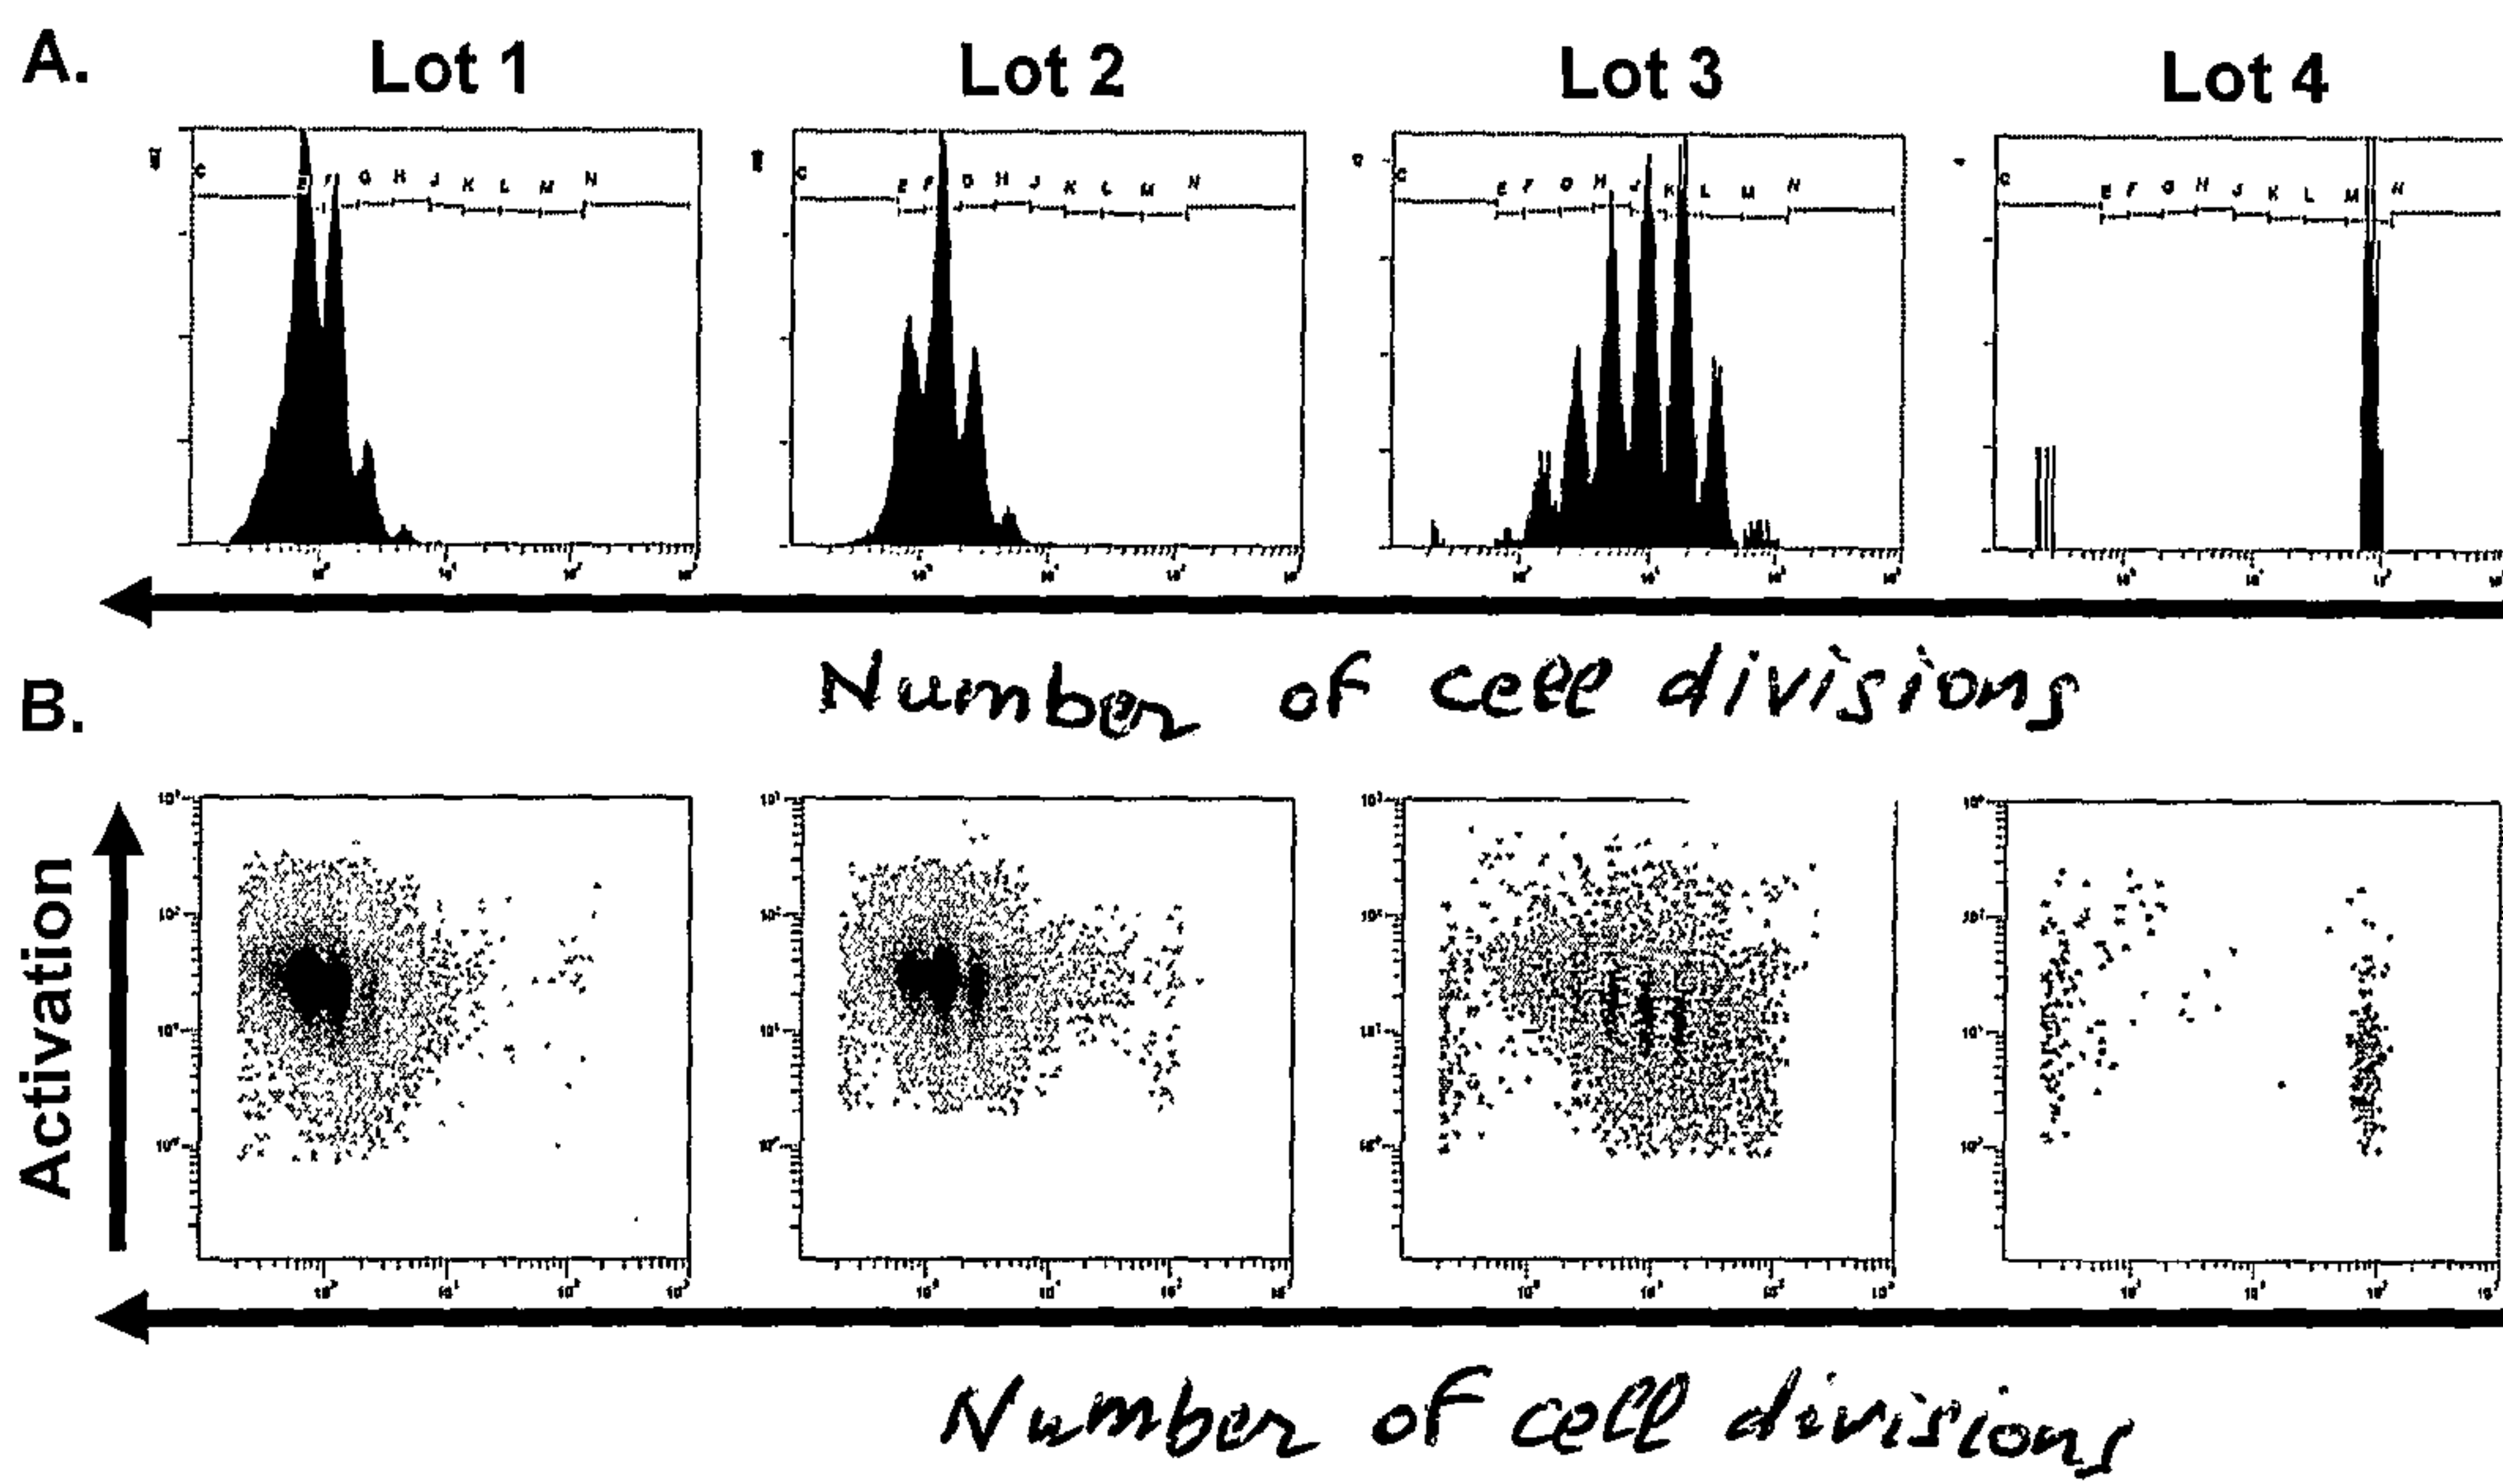 A.
Lot 1 Lot 2 Lot 3 Lot 4
C E F G H J K L M N
C E F G H J K L M N
C E F G H J K L M N
C E F G H J K L M N
Number of cell divisions
B.
Activation
Number of cell divisions